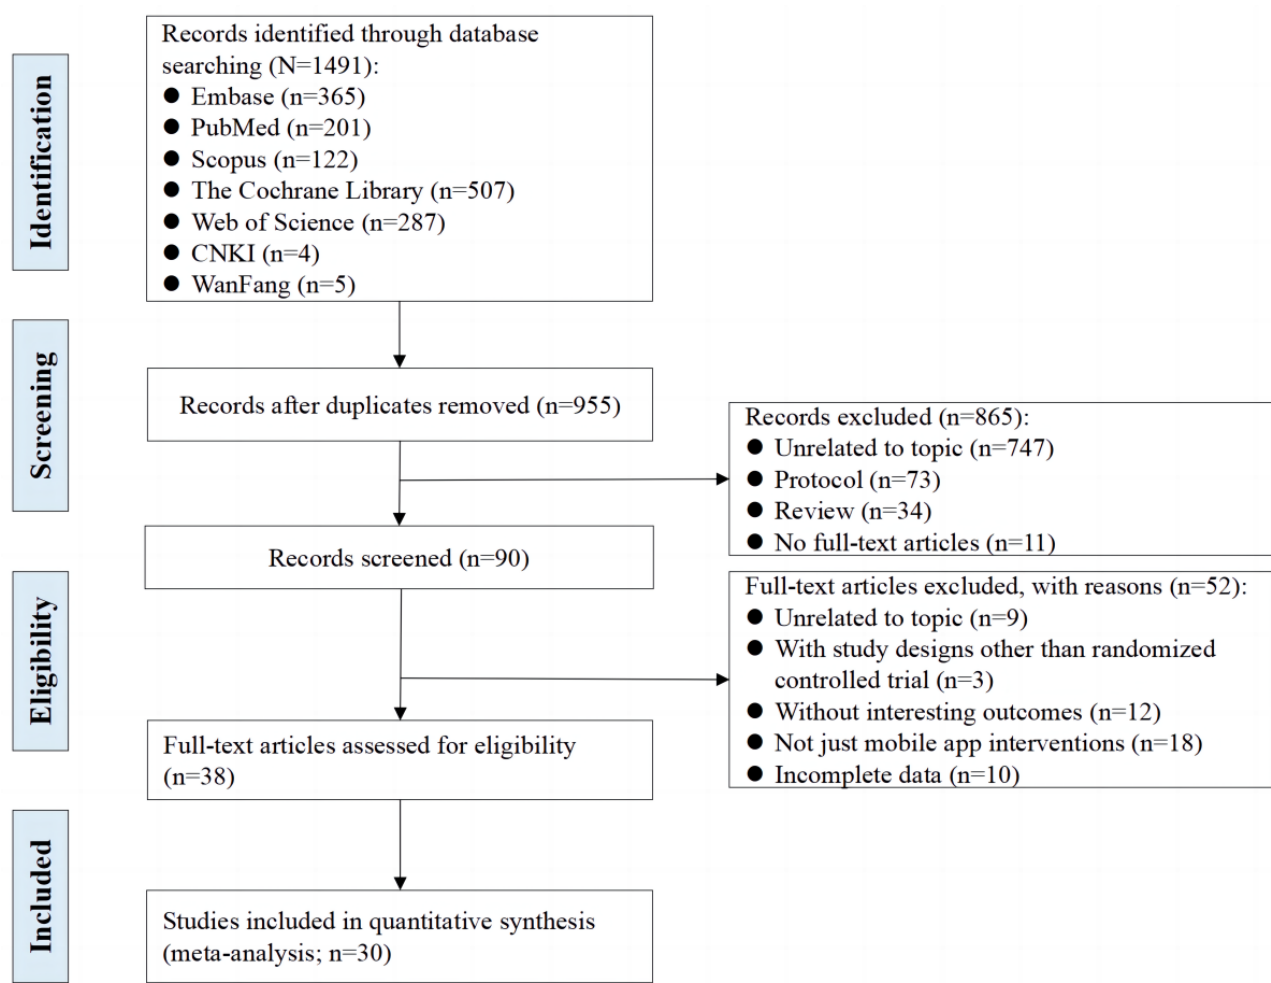 Identification
Records identified through database
searching (N=1491):
● Embase (n=365)
● PubMed (n=201)
● Scopus (n=122)
● The Cochrane Library (n=507)
● Web of Science (n=287)
● CNKI (n=4)
● WanFang (n=5)
Screening
Records after duplicates removed (n=955)
Records excluded (n=865):
● Unrelated to topic (n=747)
● Protocol (n=73)
● Review (n=34)
● No full-text articles (n=11)
Records screened (n=90)
Eligibility
Full-text articles excluded, with reasons (n=52):
● Unrelated to topic (n=9)
● With study designs other than randomized
controlled trial (n=3)
● Without interesting outcomes (n=12)
● Not just mobile app interventions (n=18)
● Incomplete data (n=10)
Full-text articles assessed for eligibility
(n=38)
Included
Studies included in quantitative synthesis
(meta-analysis; n=30)